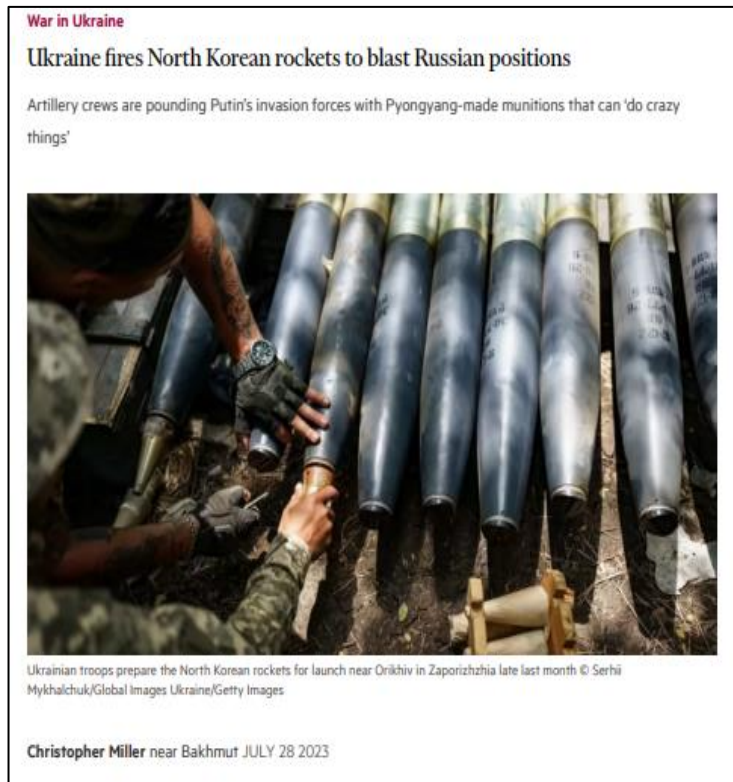 War in Ukraine
Ukraine fires North Korean rockets to blast Russian positions
Artillery crews are pounding Putin's invasion forces with Pyongyang-made munitions that can ‘do crazy
things’
Ukrainian troops prepare the North Korean rockets for launch near Orikhiv in Zaporizhzhia late last month © Serhii
Mykhalchuk/Global Images Ukraine/Getty Images
Christopher Miller near Bakhmut JULY 28 2023